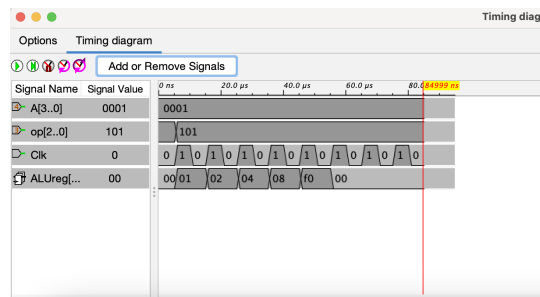 Timing diag
Options Timing diagram
Add or Remove Signals
Signal Name Signal Value 0 ns 20.0 µs 40.0 µs 60.0 µs 80.0 84999 ns
A[3..0] 0001 0001
op[2..0] 101 101
Clk 0 0 1 0 1 0 1 0 1 0 1 0 1 0 1 0 1 0
ALUreg[... 00 00 01 02 04 08 f0 00